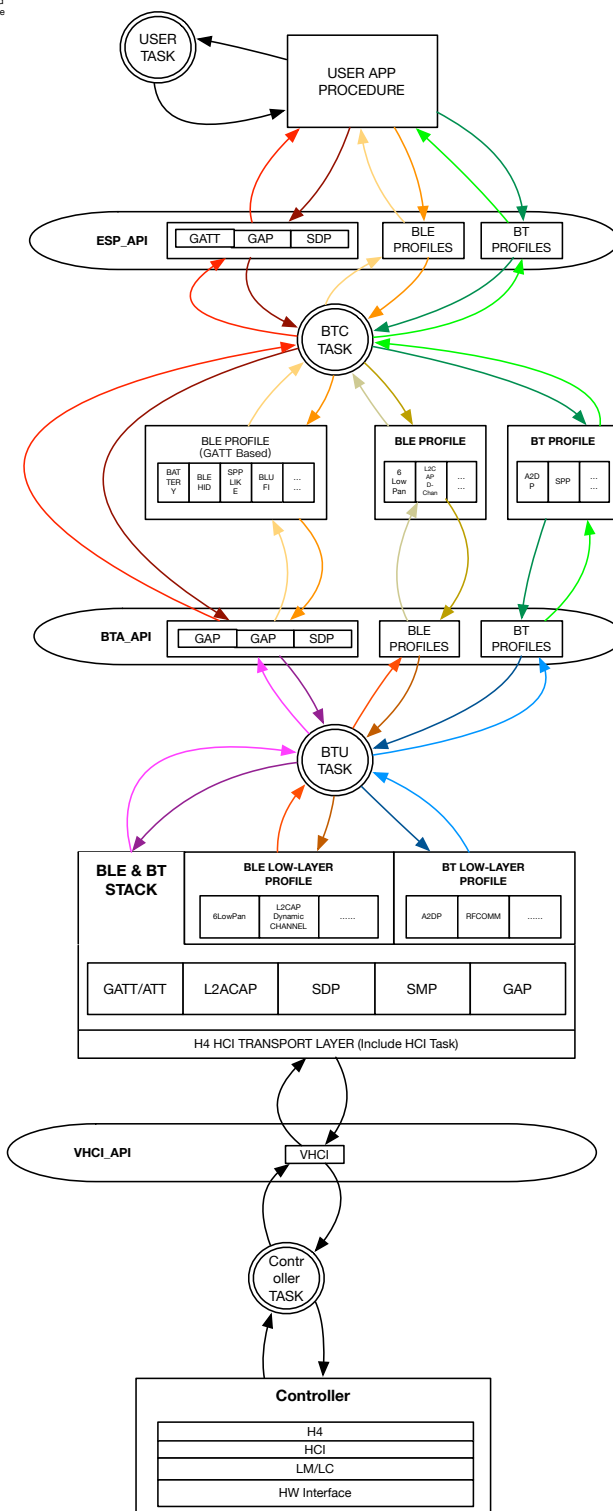 USER
TASK
USER APP
PROCEDURE
ESP_API
GATT
GAP
SDP
BLE
PROFILES
BT
PROFILES
BTC
TASK
BLE PROFILE
(GATT Based)
BAT
TER
Y
BLE
HID
SPP
LIK
E
BLU
FI
...
...
BLE PROFILE
6
Low
Pan
L2C
AP
D-
Chan
...
...
BT PROFILE
A2D
P
SPP
...
...
BTA_API
GAP
GAP
SDP
BLE
PROFILES
BT
PROFILES
BTU
TASK
BLE & BT
STACK
BLE LOW-LAYER
PROFILE
6LowPan
L2CAP
Dynamic
CHANNEL
......
BT LOW-LAYER
PROFILE
A2DP
RFCOMM
......
GATT/ATT
L2ACAP
SDP
SMP
GAP
H4 HCI TRANSPORT LAYER (Include HCI Task)
VHCI_API
VHCI
Contr
oller
TASK
Controller
H4
HCI
LM/LC
HW Interface